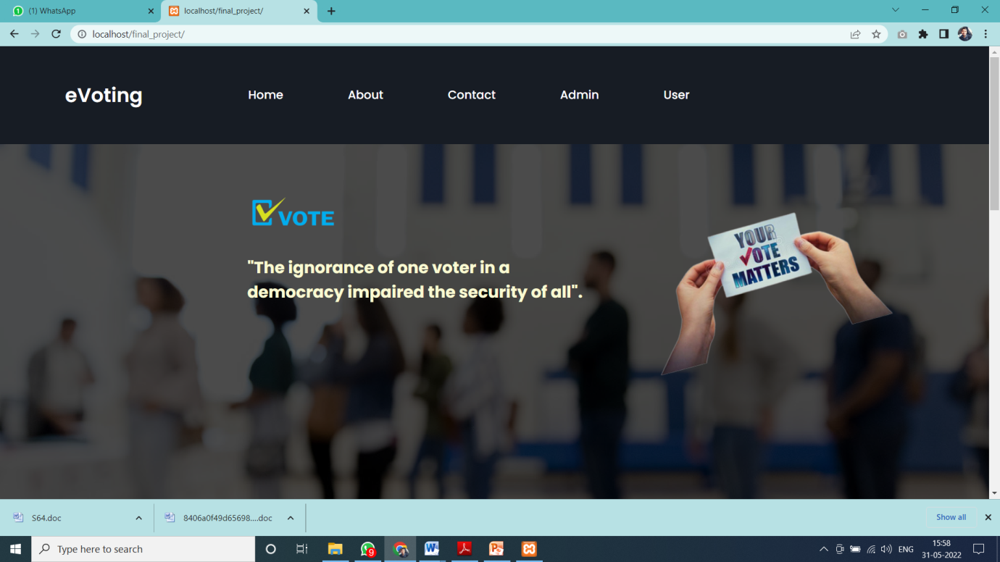 (1) WhatsApp
localhost/final_project/
localhost/final_project/
eVoting
Home
About
Contact
Admin
User
VOTE
"The ignorance of one voter in a
democracy impaired the security of all".
YOUR
VOTE
MATTERS
S64.doc
8406a0f49d65698....doc
Show all
Type here to search
9
ENG
15:58
31-05-2022